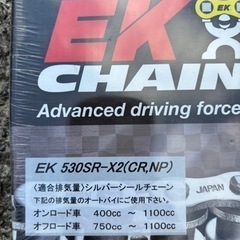 EK
EK
CHAIN
Advanced driving force
EK 530SR-X2(CR,NP)
〈適合排気量〉シルバーシールチェーン
下記の排気量のオートバイにご使用下さい。
オンロード車 400cc ～ 1100cc
オフロード車 750cc ～ 1100cc
JAPAN